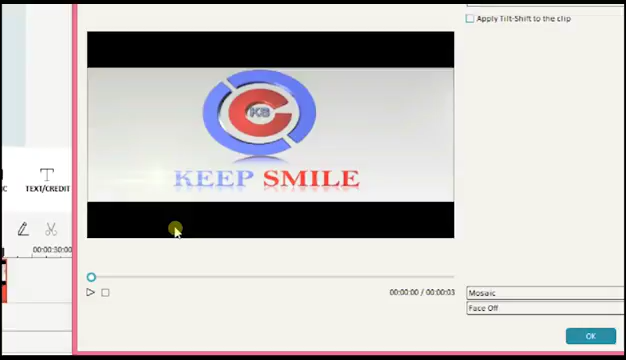 Apply Tilt-Shift to the clip
KEEP SMILE
TEXT/CREDIT
00:00:30:00
00:00:00 / 00:00:03
Mosaic
Face Off
OK